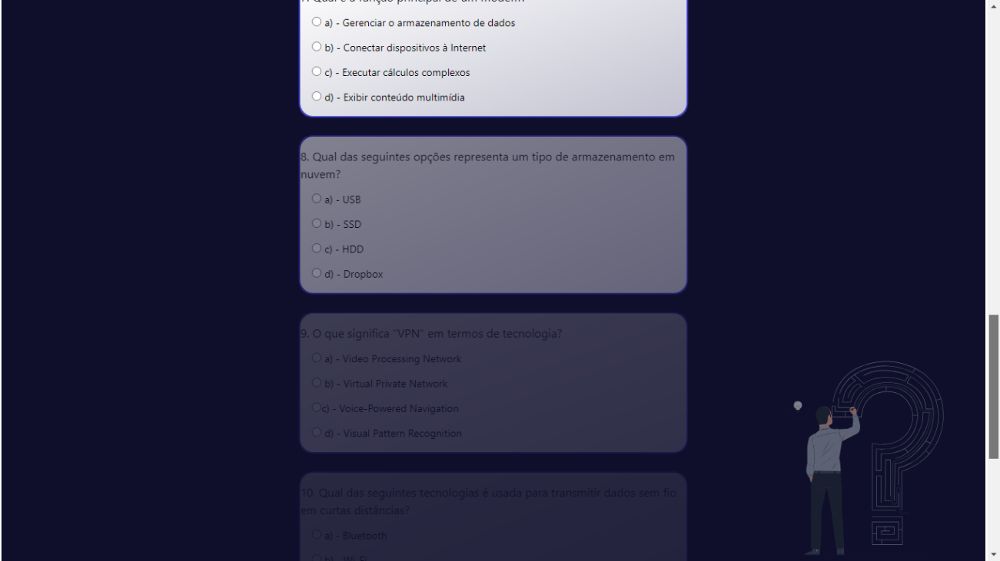 7. Qual é a função principal de um modem?
a) - Gerenciar o armazenamento de dados
b) - Conectar dispositivos à Internet
c) - Executar cálculos complexos
d) - Exibir conteúdo multimídia
8. Qual das seguintes opções representa um tipo de armazenamento em
nuvem?
a) - USB
b) - SSD
c) - HDD
d) - Dropbox
9. O que significa "VPN" em termos de tecnologia?
a) - Video Processing Network
b) - Virtual Private Network
c) - Voice-Powered Navigation
d) - Visual Pattern Recognition
10. Qual das seguintes tecnologias é usada para transmitir dados sem fio
em curtas distâncias?
a) - Bluetooth
b) - Wi-Fi